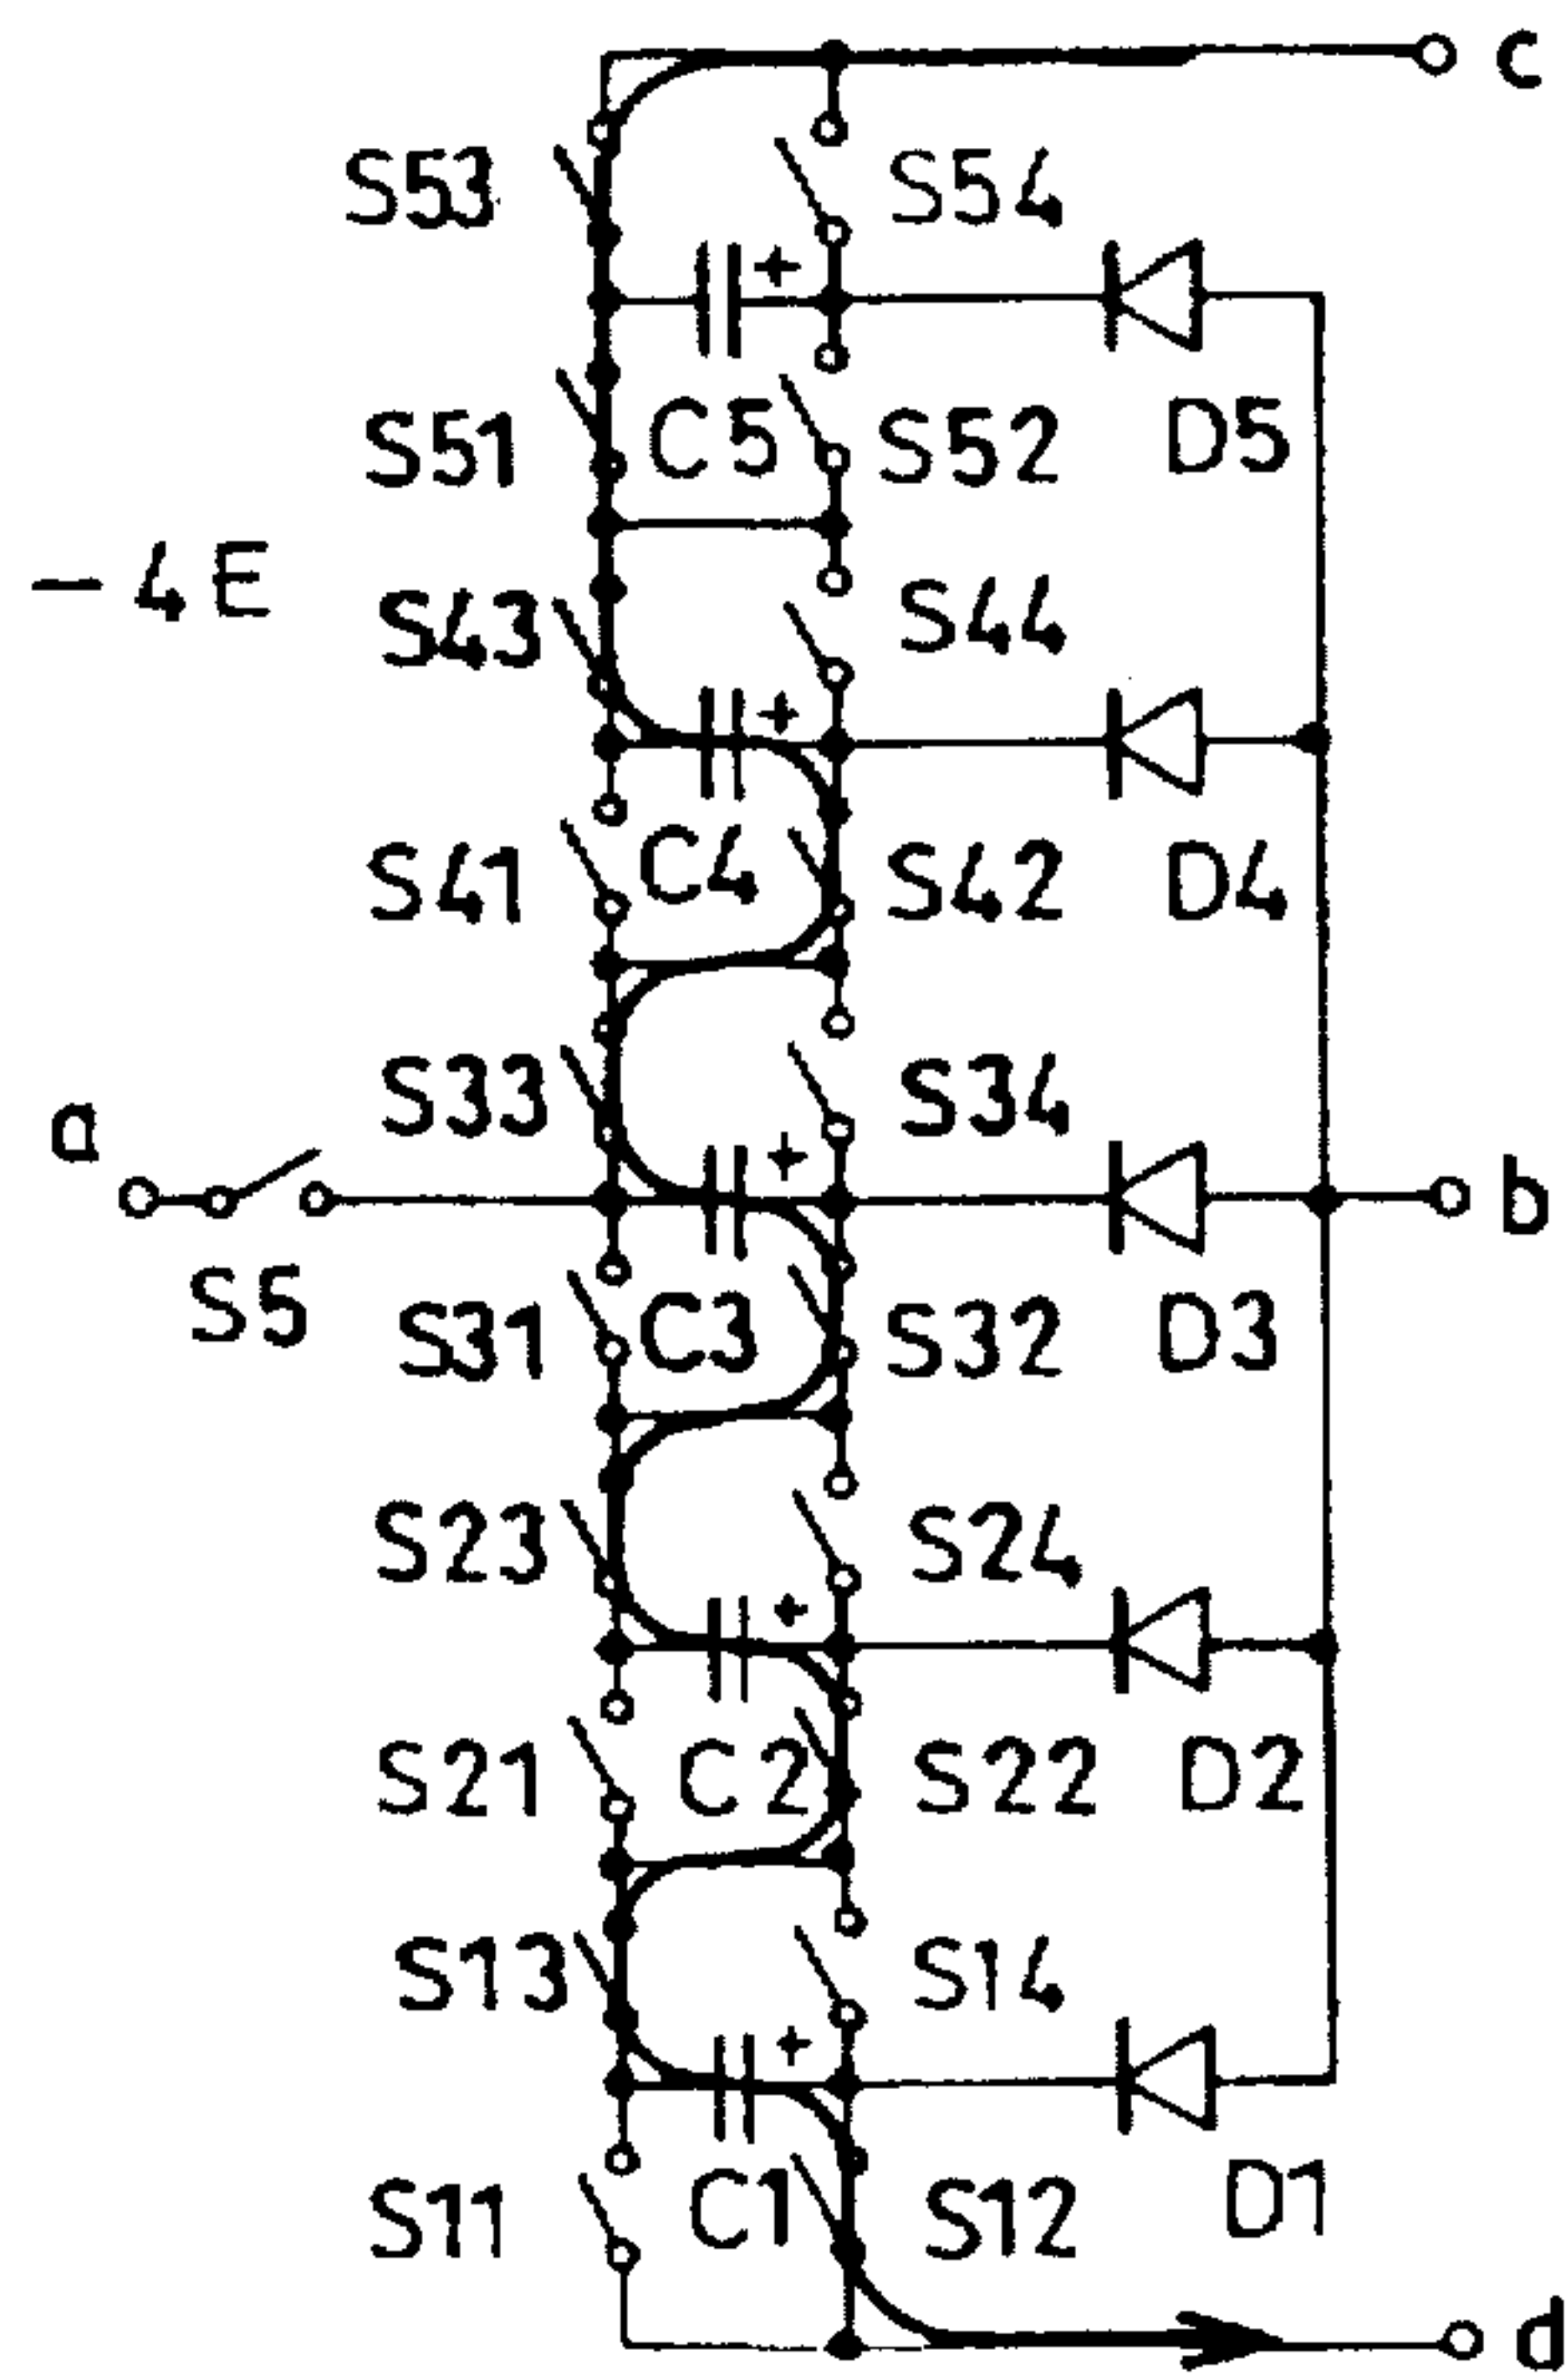 c
S53 S54
+
S51 C5 S52 D5
-4E
S43 S44
+
S41 C4 S42 D4
S33 S34
a
+
b
S5
S31 C3 S32 D3
S23 S24
+
S21 C2 S22 D2
S13 S14
+
S11 C1 S12 D1
d